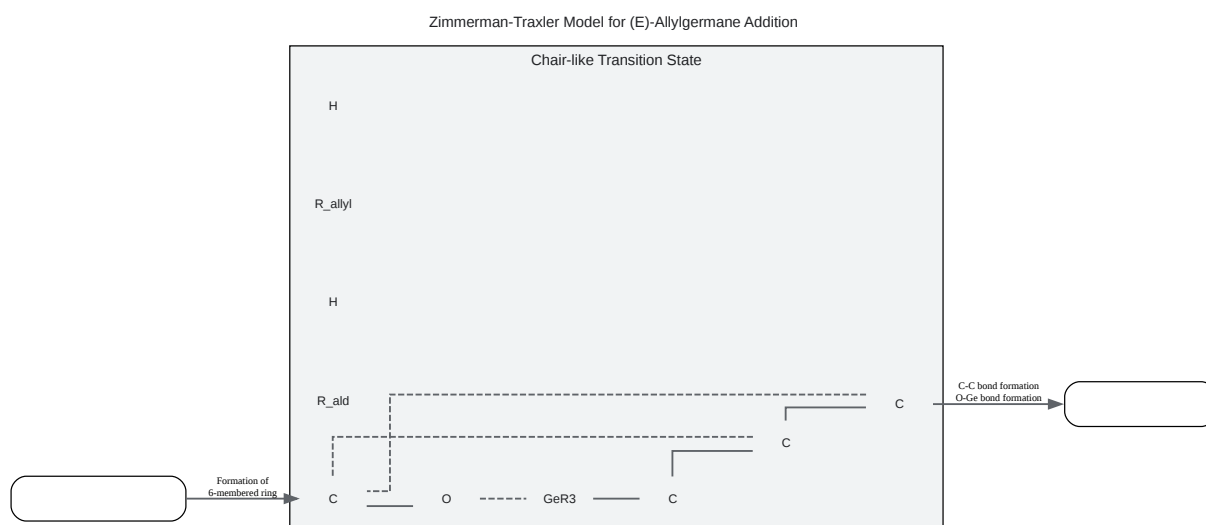 Zimmerman-Traxler Model for (E)-Allylgermane Addition
Chair-like Transition State
H
R_allyl
H
R_ald
C
C-C bond formation
O-Ge bond formation
C
Formation of
6-membered ring
C
O
GeR3
C